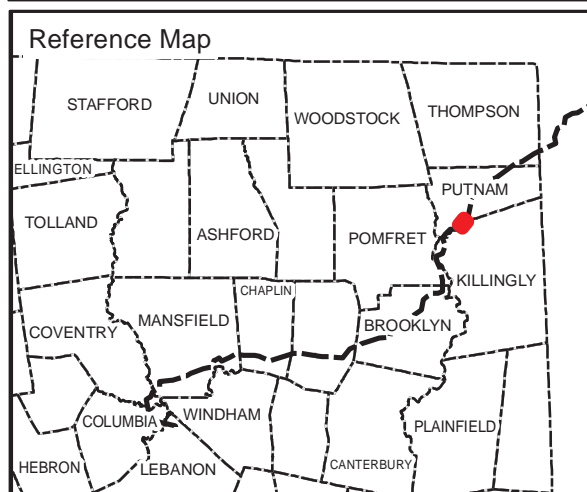 Reference Map
STAFFORD
UNION
WOODSTOCK
THOMPSON
ELLINGTON
PUTNAM
TOLLAND
ASHFORD
POMFRET
KILLINGLY
CHAPLIN
COVENTRY
MANSFIELD
BROOKLYN
COLUMBIA
WINDHAM
PLAINFIELD
HEBRON
LEBANON
CANTERBURY